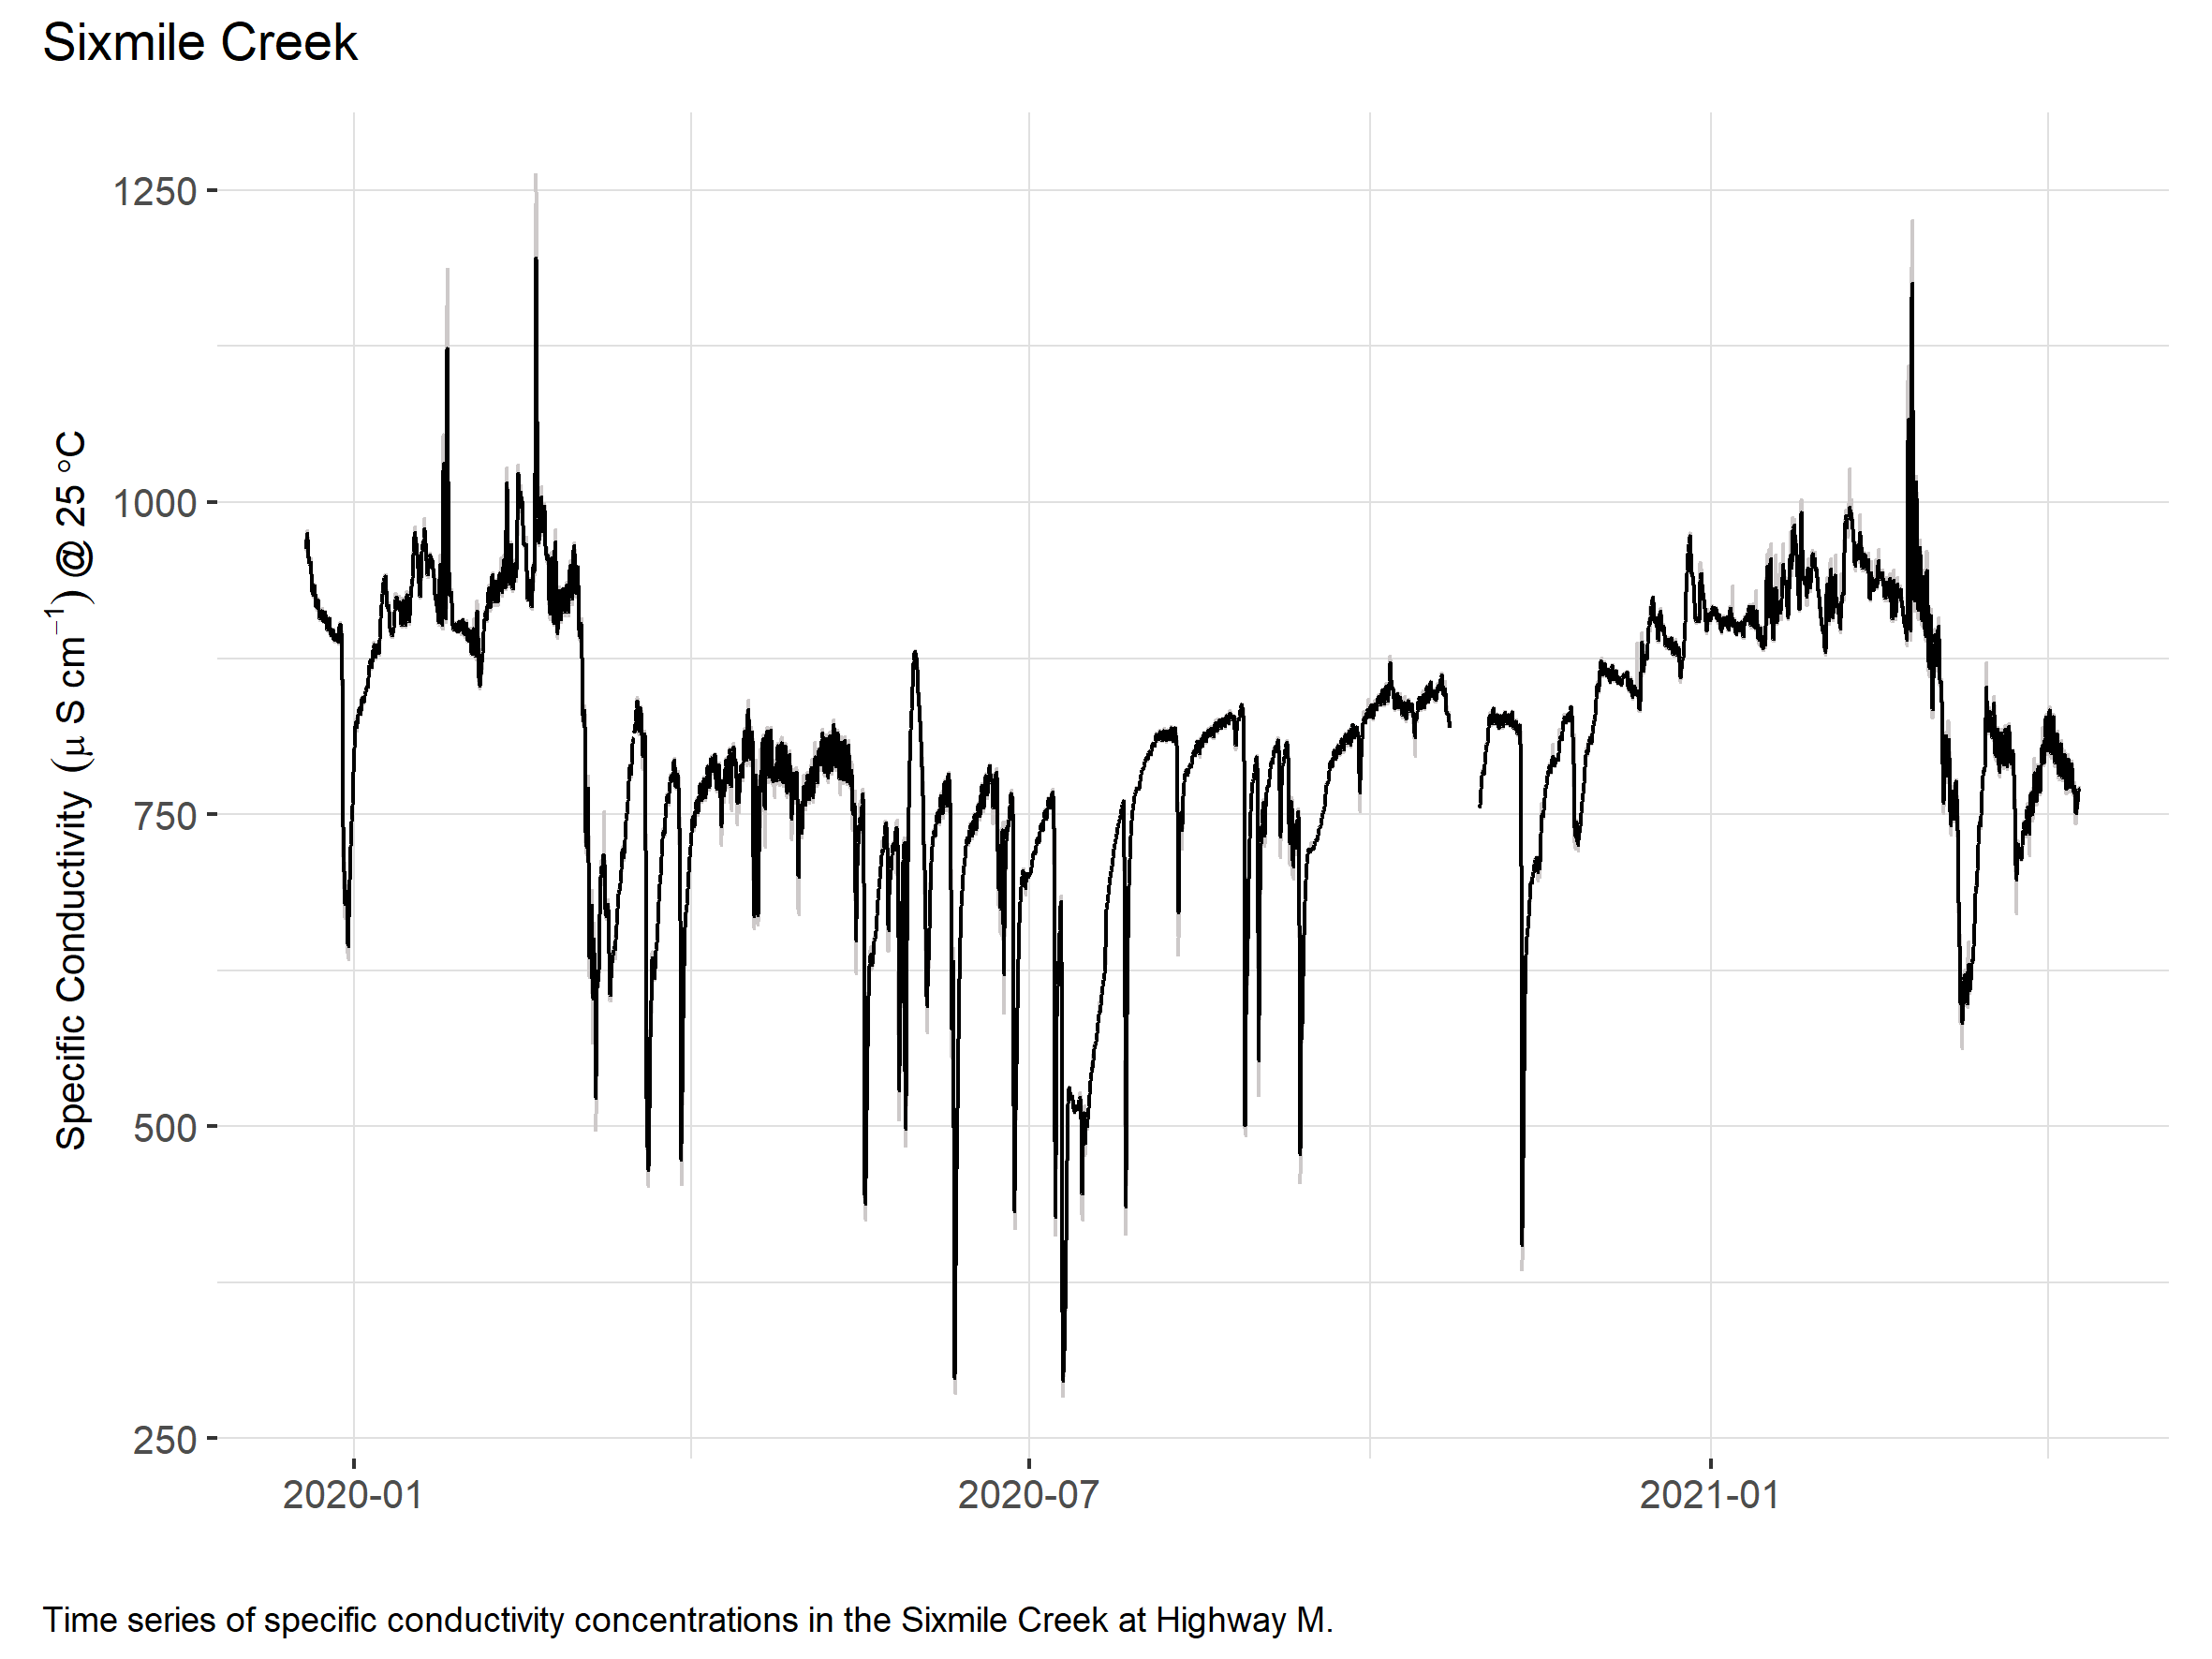 Sixmile Creek
1250
1000
750
500
250
Specific Conductivity (μ S cm⁻¹) @ 25 °C
2020-01
2020-07
2021-01
Time series of specific conductivity concentrations in the Sixmile Creek at Highway M.